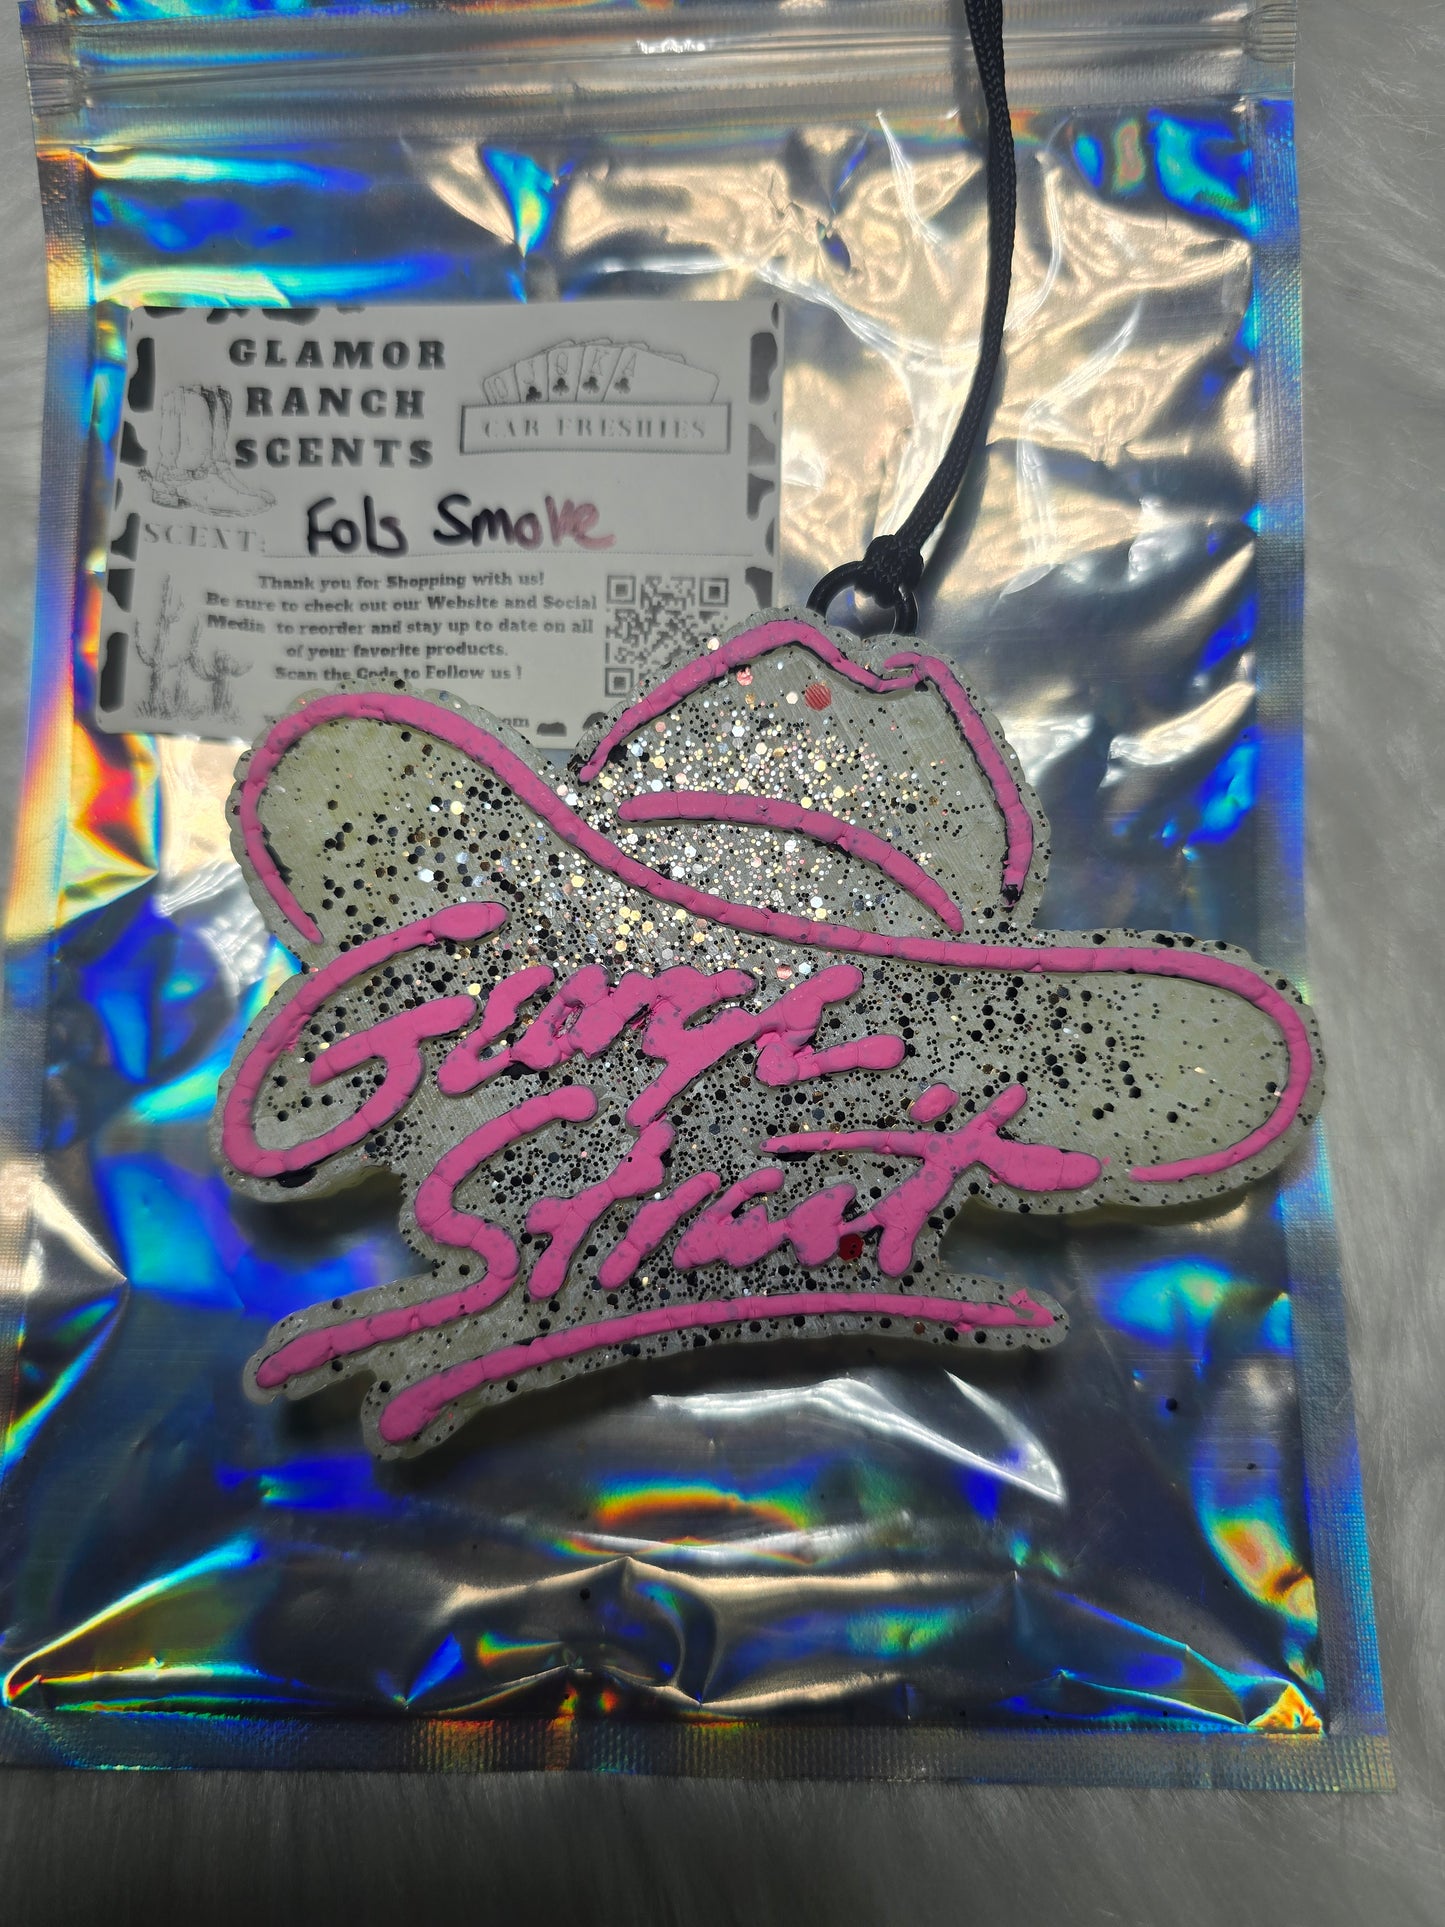 GLAMOR
RANCH
SCENTS
10 J Q K A
CAR FRESHIES
SCENT: Fols Smoke
Thank you for Shopping with us!
Be sure to check out our Website and Social
Media to reorder and stay up to date on all
of your favorite products.
Scan the Code to Follow us !
George
Strait